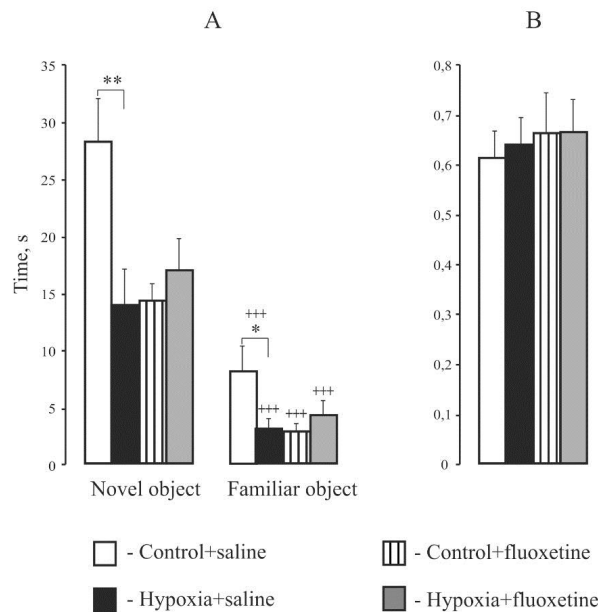 A
B
35
30
25
20
15
10
5
0
Time, s
**
+++
*
+++
+++
+++
Novel object
Familiar object
0,8
0,7
0,6
0,5
0,4
0,3
0,2
0,1
0
- Control+saline
- Control+fluoxetine
- Hypoxia+saline
- Hypoxia+fluoxetine